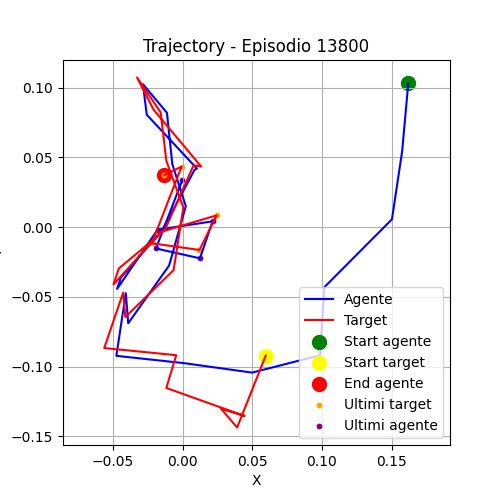 Trajectory - Episodio 13800
0.10
0.05
0.00
−0.05
−0.10
−0.15
−0.05
0.00
0.05
0.10
0.15
X
Agente
Target
Start agente
Start target
End agente
Ultimi target
Ultimi agente